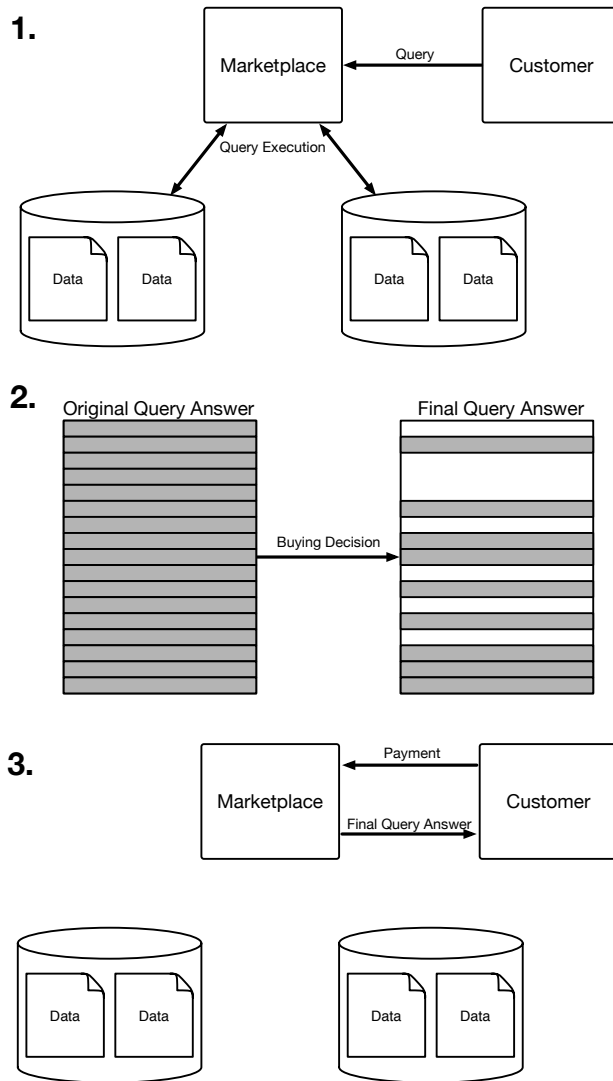 1.
Marketplace
Query
Customer
Query Execution
Data
Data
Data
Data
2.
Original Query Answer
Final Query Answer
Buying Decision
3.
Marketplace
Payment
Customer
Final Query Answer
Data
Data
Data
Data